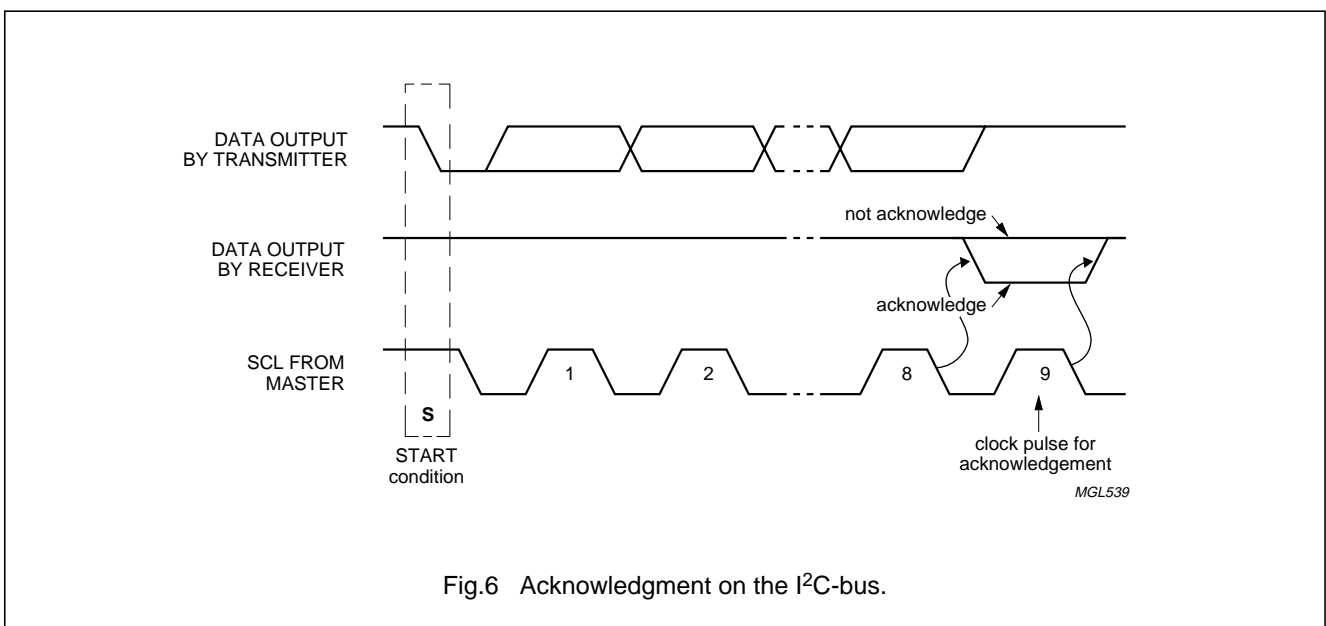 DATA OUTPUT
BY TRANSMITTER
not acknowledge
DATA OUTPUT
BY RECEIVER
acknowledge
SCL FROM
MASTER
1
2
8
9
S
START
condition
clock pulse for
acknowledgement
MGL539
Fig.6 Acknowledgment on the I²C-bus.